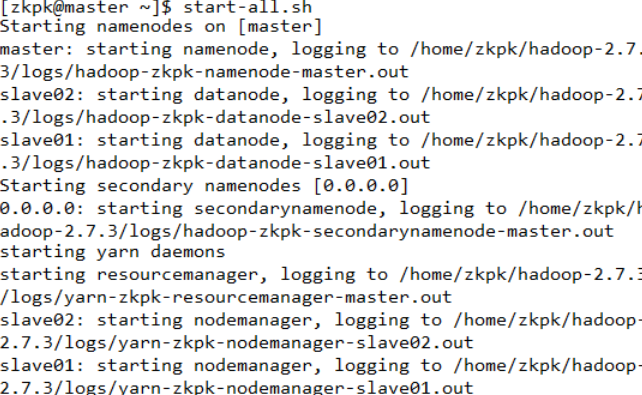 [zkpk@master ~]$ start-all.sh
Starting namenodes on [master]
master: starting namenode, logging to /home/zkpk/hadoop-2.7.
3/logs/hadoop-zkpk-namenode-master.out
slave02: starting datanode, logging to /home/zkpk/hadoop-2.7
.3/logs/hadoop-zkpk-datanode-slave02.out
slave01: starting datanode, logging to /home/zkpk/hadoop-2.7
.3/logs/hadoop-zkpk-datanode-slave01.out
Starting secondary namenodes [0.0.0.0]
0.0.0.0: starting secondarynamenode, logging to /home/zkpk/h
adoop-2.7.3/logs/hadoop-zkpk-secondarynamenode-master.out
starting yarn daemons
starting resourcemanager, logging to /home/zkpk/hadoop-2.7.3
/logs/yarn-zkpk-resourcemanager-master.out
slave02: starting nodemanager, logging to /home/zkpk/hadoop-
2.7.3/logs/yarn-zkpk-nodemanager-slave02.out
slave01: starting nodemanager, logging to /home/zkpk/hadoop-
2.7.3/logs/yarn-zkpk-nodemanager-slave01.out